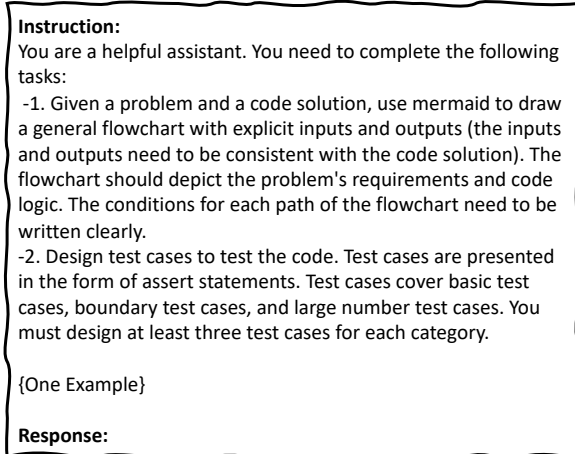 Instruction:
You are a helpful assistant. You need to complete the following
tasks:
-1. Given a problem and a code solution, use mermaid to draw
a general flowchart with explicit inputs and outputs (the inputs
and outputs need to be consistent with the code solution). The
flowchart should depict the problem's requirements and code
logic. The conditions for each path of the flowchart need to be
written clearly.
-2. Design test cases to test the code. Test cases are presented
in the form of assert statements. Test cases cover basic test
cases, boundary test cases, and large number test cases. You
must design at least three test cases for each category.
{One Example}
Response: